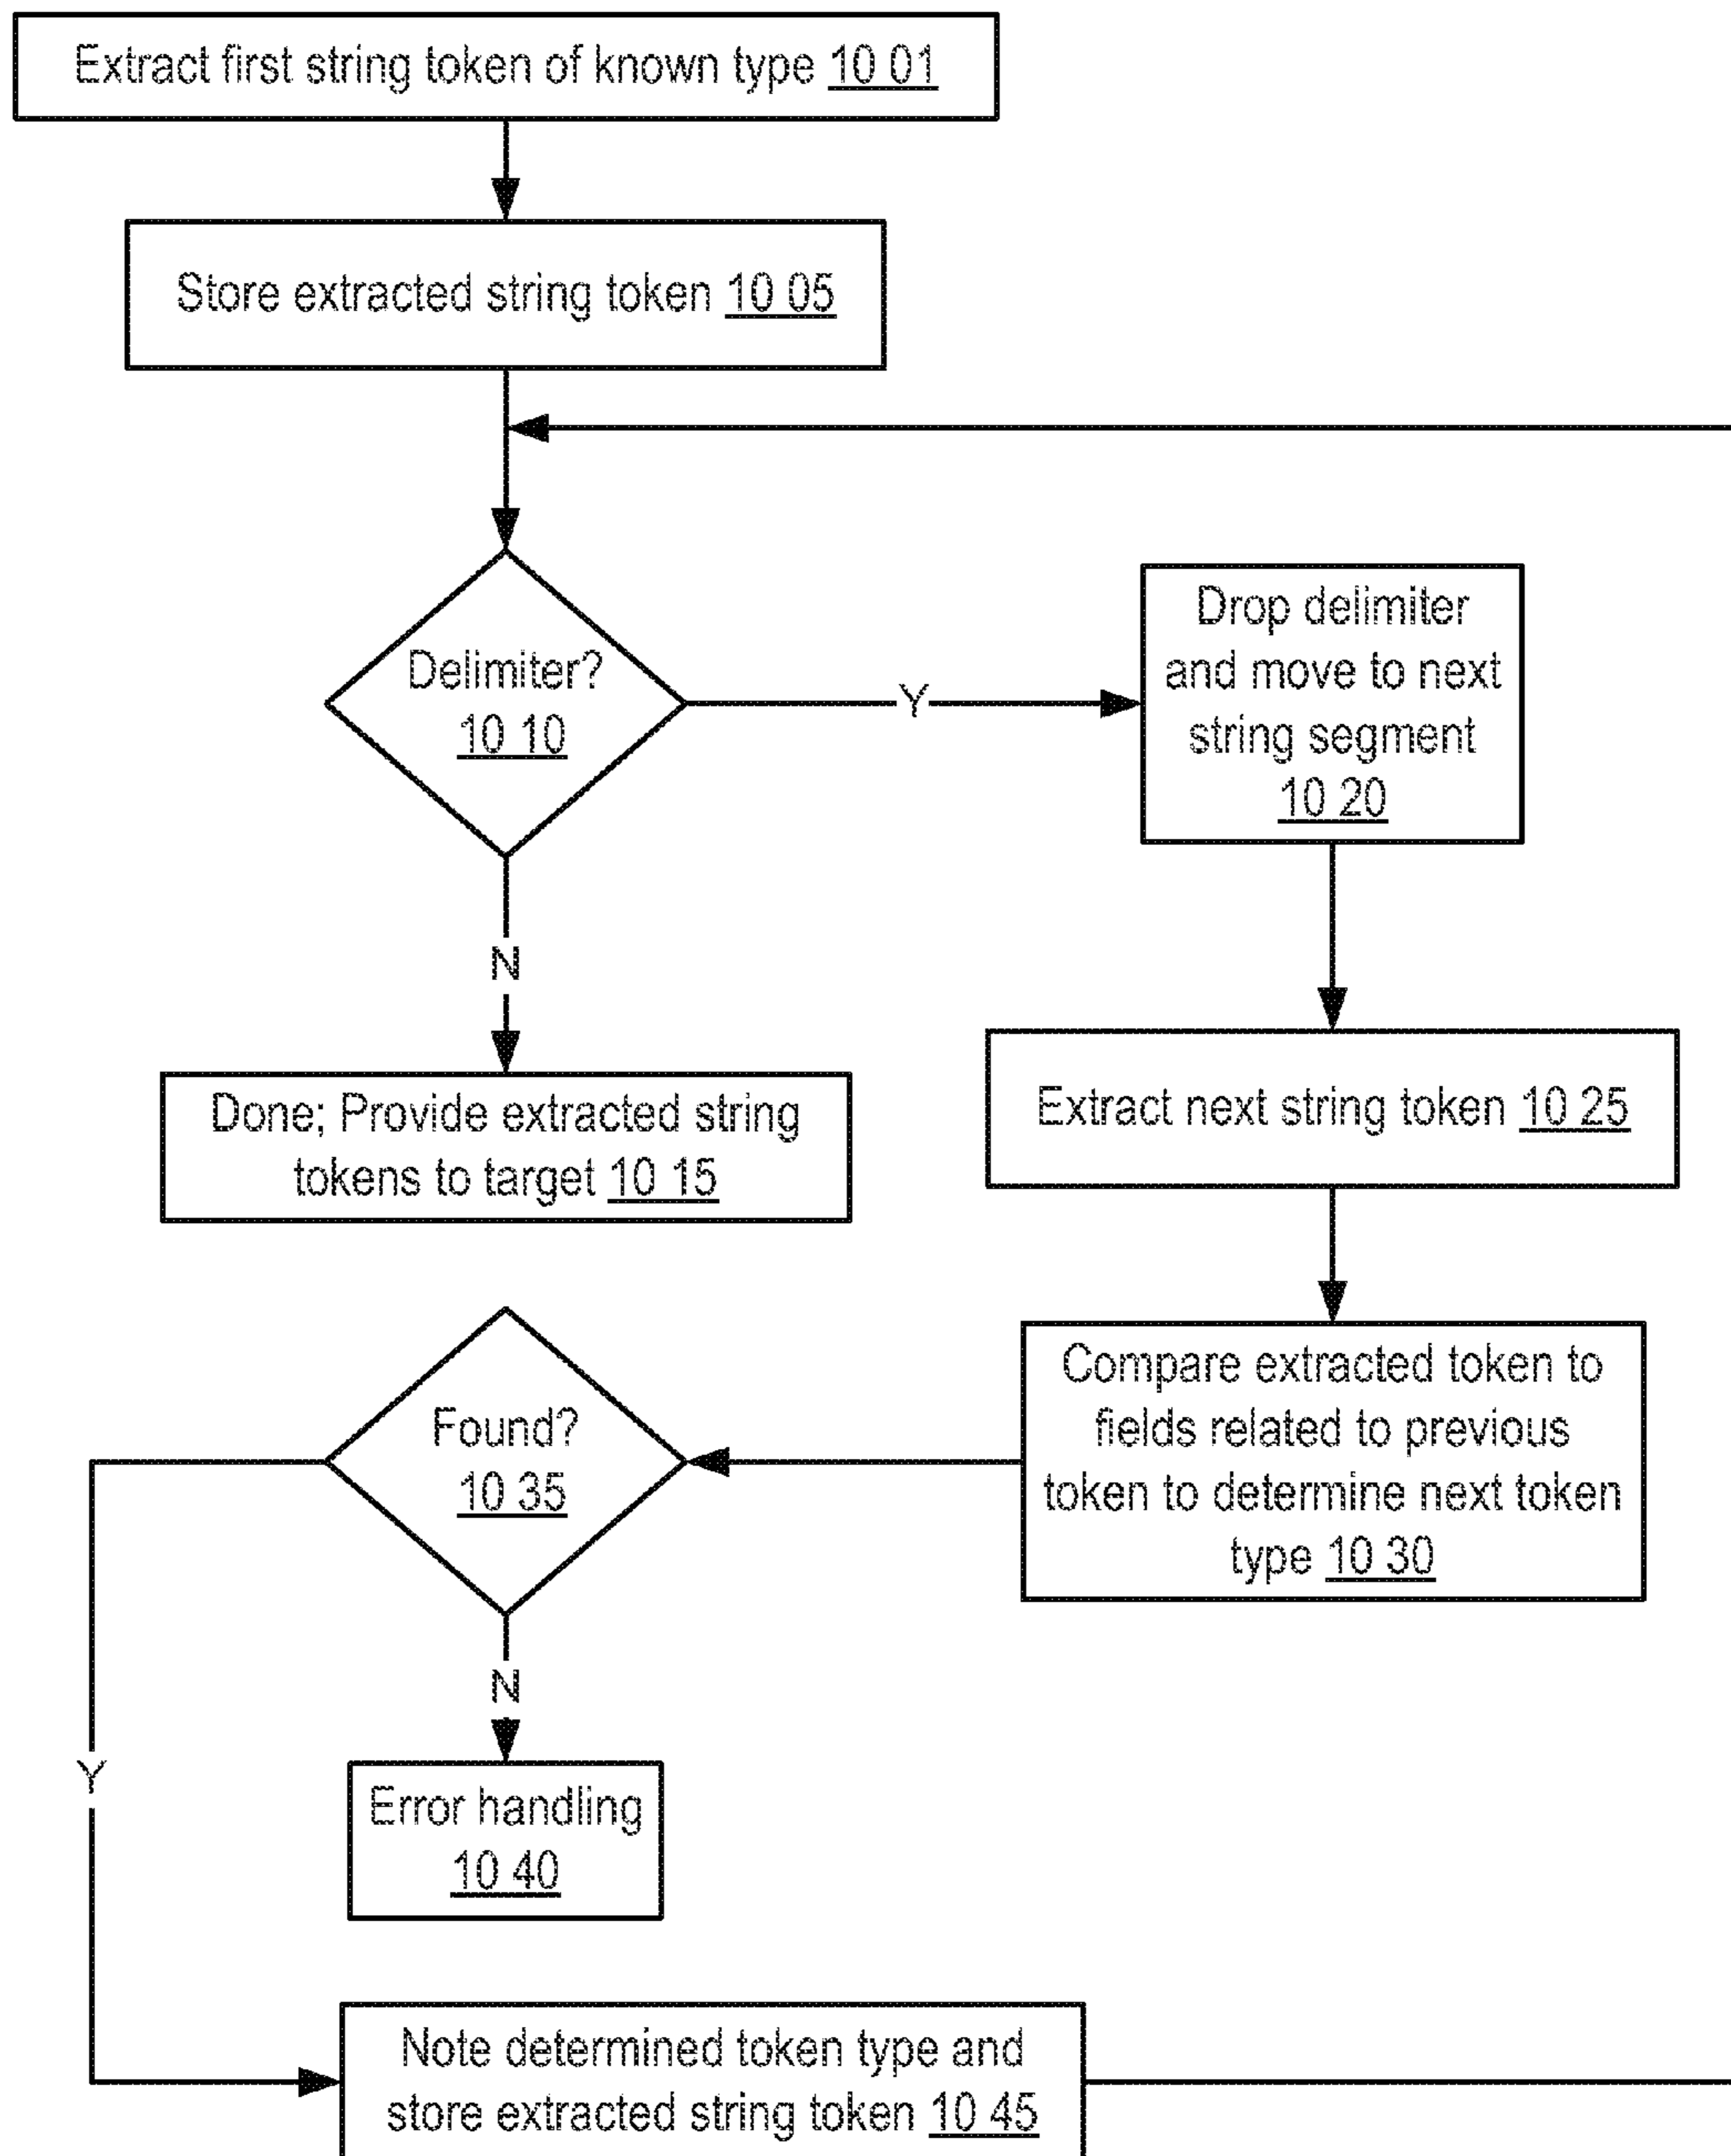 Extract first string token of known type 10 01
Store extracted string token 10 05
Delimiter?
10 10
Y
Drop delimiter
and move to next
string segment
10 20
N
Done; Provide extracted string
tokens to target 10 15
Extract next string token 10 25
Compare extracted token to
fields related to previous
token to determine next token
type 10 30
Found?
10 35
N
Y
Error handling
10 40
Note determined token type and
store extracted string token 10 45